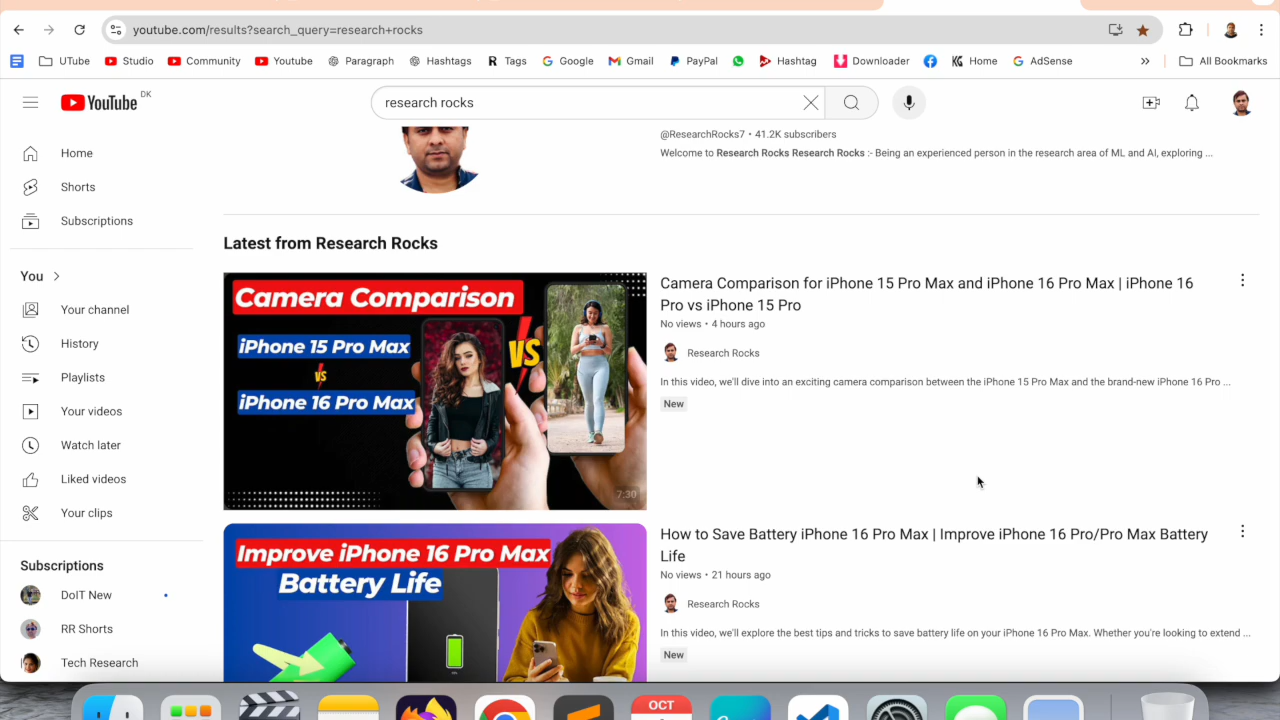 youtube.com/results?search_query=research+rocks
UTube
Studio
Community
Youtube
Paragraph
Hashtags
R Tags
Google
Gmail
PayPal
Hashtag
Downloader
Home
AdSense
»
All Bookmarks
YouTube DK
research rocks
Home
Shorts
Subscriptions
You
Your channel
History
Playlists
Your videos
Watch later
Liked videos
Your clips
Subscriptions
DoIT New
RR Shorts
Tech Research
@ResearchRocks7 • 41.2K subscribers
Welcome to Research Rocks Research Rocks :- Being an experienced person in the research area of ML and AI, exploring ...
Latest from Research Rocks
Camera Comparison
iPhone 15 Pro Max
VS
iPhone 16 Pro Max
VS
7:30
Camera Comparison for iPhone 15 Pro Max and iPhone 16 Pro Max | iPhone 16
Pro vs iPhone 15 Pro
No views • 4 hours ago
Research Rocks
In this video, we'll dive into an exciting camera comparison between the iPhone 15 Pro Max and the brand-new iPhone 16 Pro ...
New
Improve iPhone 16 Pro Max
Battery Life
How to Save Battery iPhone 16 Pro Max | Improve iPhone 16 Pro/Pro Max Battery
Life
No views • 21 hours ago
Research Rocks
In this video, we'll explore the best tips and tricks to save battery life on your iPhone 16 Pro Max. Whether you're looking to extend ...
New
OCT